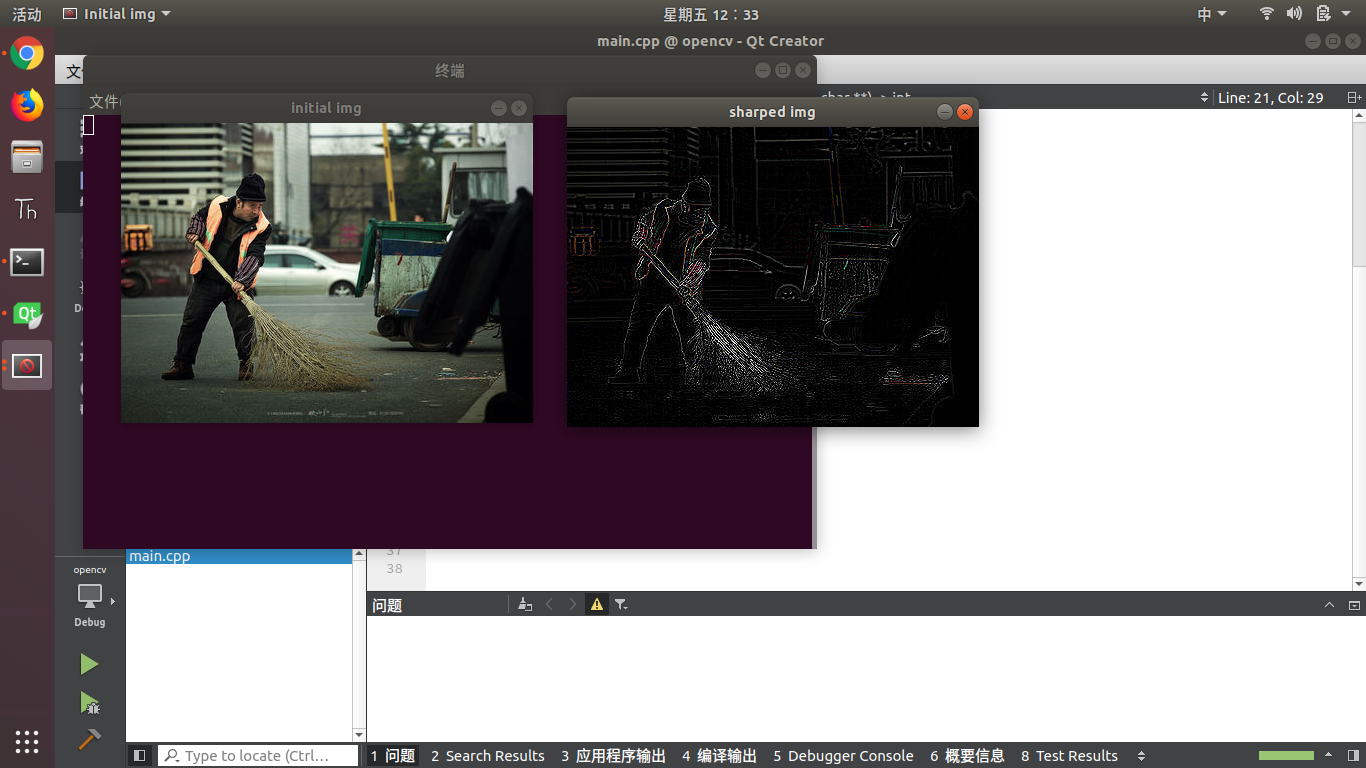 活动
Initial img
星期五 12：33
中
main.cpp @ opencv - Qt Creator
终端
Line: 21, Col: 29
文件(
initial img
sharped img
Th
Qt
main.cpp
37
38
opencv
Debug
问题
Type to locate (Ctrl…
1 问题
2 Search Results
3 应用程序输出
4 编译输出
5 Debugger Console
6 概要信息
8 Test Results